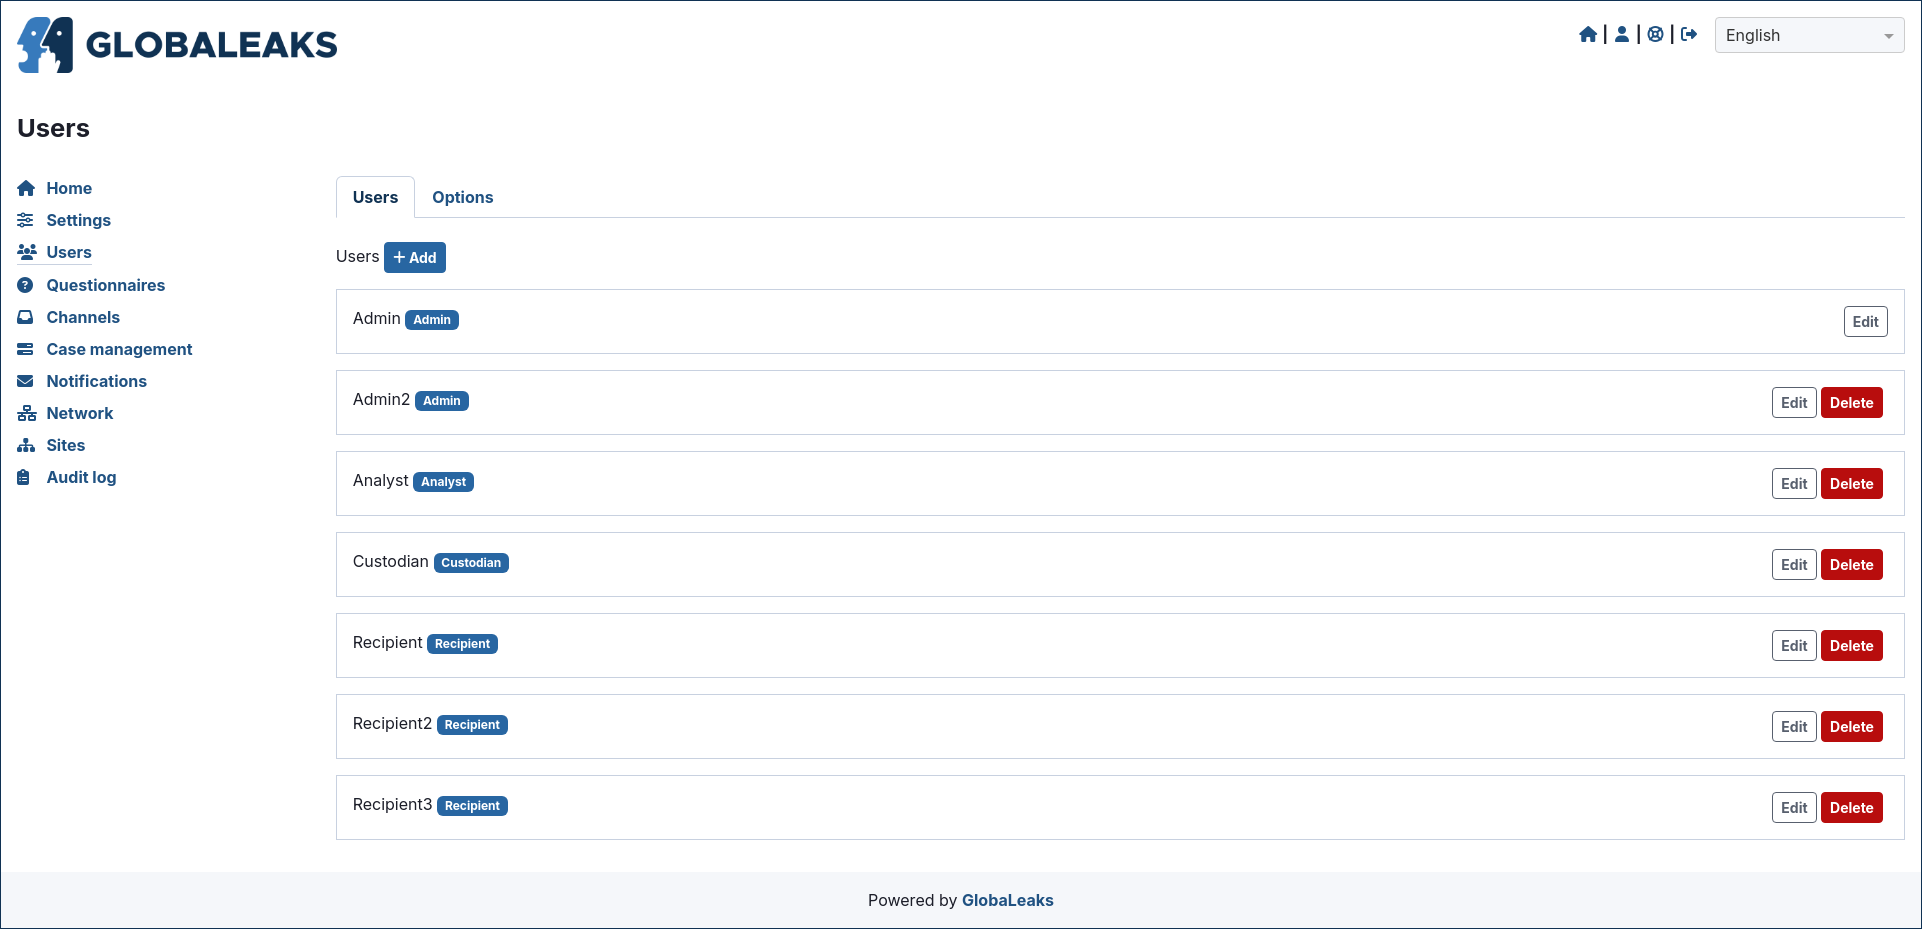 GLOBALEAKS
English
Users
Home
Settings
Users
Questionnaires
Channels
Case management
Notifications
Network
Sites
Audit log
Users Options
Users + Add
Admin Admin Edit
Admin2 Admin Edit Delete
Analyst Analyst Edit Delete
Custodian Custodian Edit Delete
Recipient Recipient Edit Delete
Recipient2 Recipient Edit Delete
Recipient3 Recipient Edit Delete
Powered by GlobaLeaks